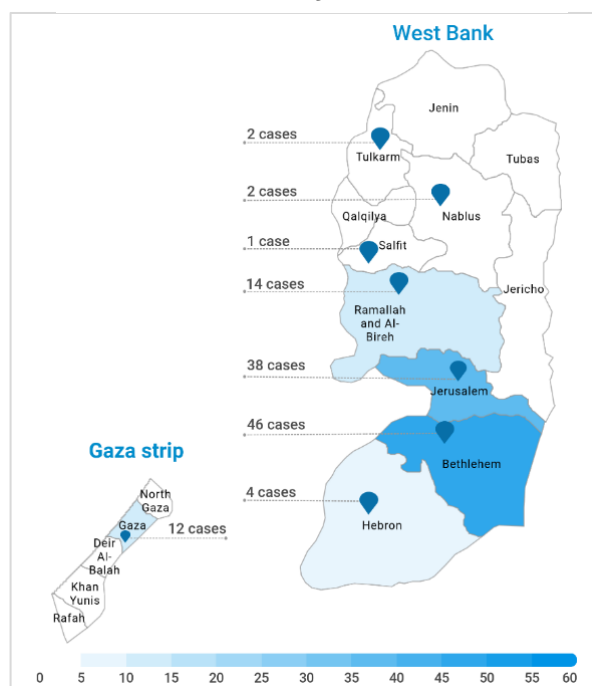 West Bank
Jenin
2 cases
Tulkarm
Tubas
2 cases
Qalqilya
Nablus
1 case
Salfit
14 cases
Jericho
Ramallah
and Al-
Bireh
38 cases
Jerusalem
46 cases
Bethlehem
4 cases
Hebron
Gaza strip
North
Gaza
Gaza
12 cases
Deir
Al-
Balah
Khan
Yunis
Rafah
0 5 10 15 20 25 30 35 40 45 50 55 60